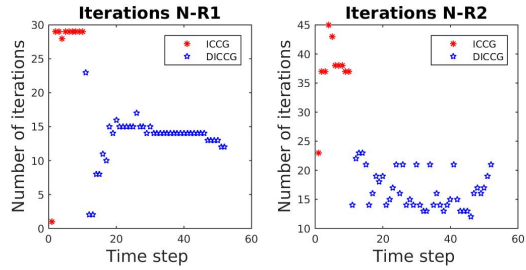 Iterations N-R1
Number of iterations
30
25
20
15
10
5
0
ICCG
DICCG
0
20
40
60
Time step
Iterations N-R2
Number of iterations
45
40
35
30
25
20
15
10
ICCG
DICCG
0
20
40
60
Time step